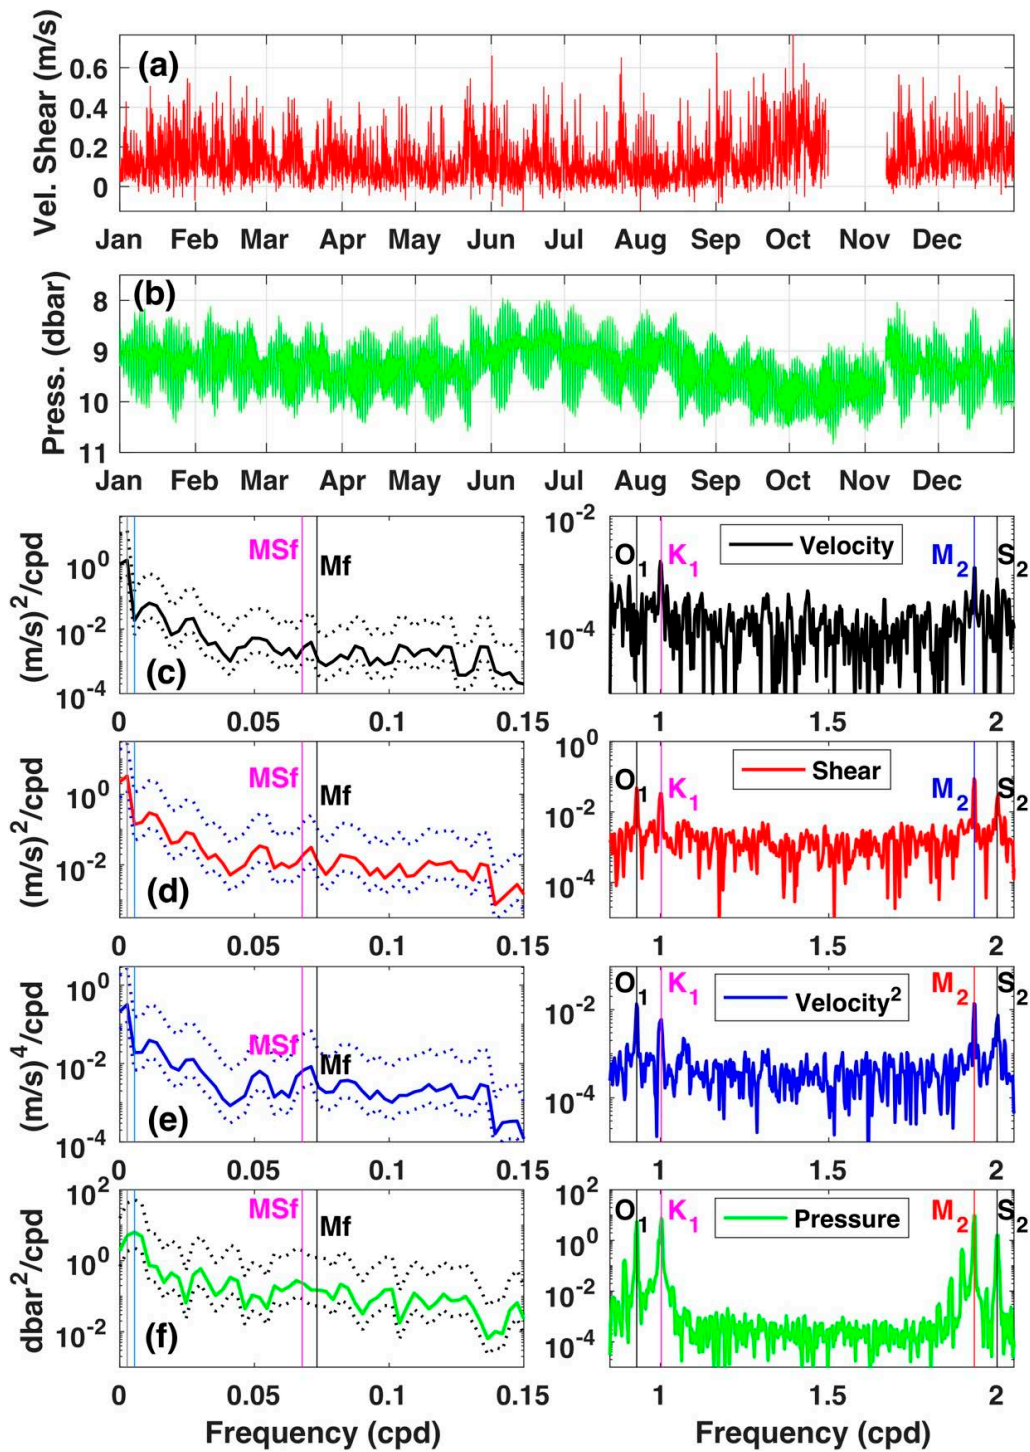 Vel. Shear (m/s)
(a)
0.6
0.4
0.2
0
Jan Feb Mar Apr May Jun Jul Aug Sep Oct Nov Dec
Press. (dbar)
(b)
8
9
10
11
Jan Feb Mar Apr May Jun Jul Aug Sep Oct Nov Dec
(m/s)²/cpd
10⁰
10⁻²
10⁻⁴
MSf
Mf
(c)
0 0.05 0.1 0.15
10⁻²
10⁻⁴
O₁ K₁ Velocity M₂ S₂
1 1.5 2
(m/s)²/cpd
10⁰
10⁻²
MSf
Mf
(d)
0 0.05 0.1 0.15
10⁰
10⁻²
10⁻⁴
O₁ K₁ Shear M₂ S₂
1 1.5 2
(m/s)⁴/cpd
10⁰
10⁻²
10⁻⁴
MSf
Mf
(e)
0 0.05 0.1 0.15
10⁻²
10⁻⁴
O₁ K₁ Velocity² M₂ S₂
1 1.5 2
dbar²/cpd
10²
10⁰
10⁻²
MSf
Mf
(f)
0 0.05 0.1 0.15
Frequency (cpd)
10²
10⁰
10⁻²
10⁻⁴
O₁ K₁ Pressure M₂ S₂
1 1.5 2
Frequency (cpd)